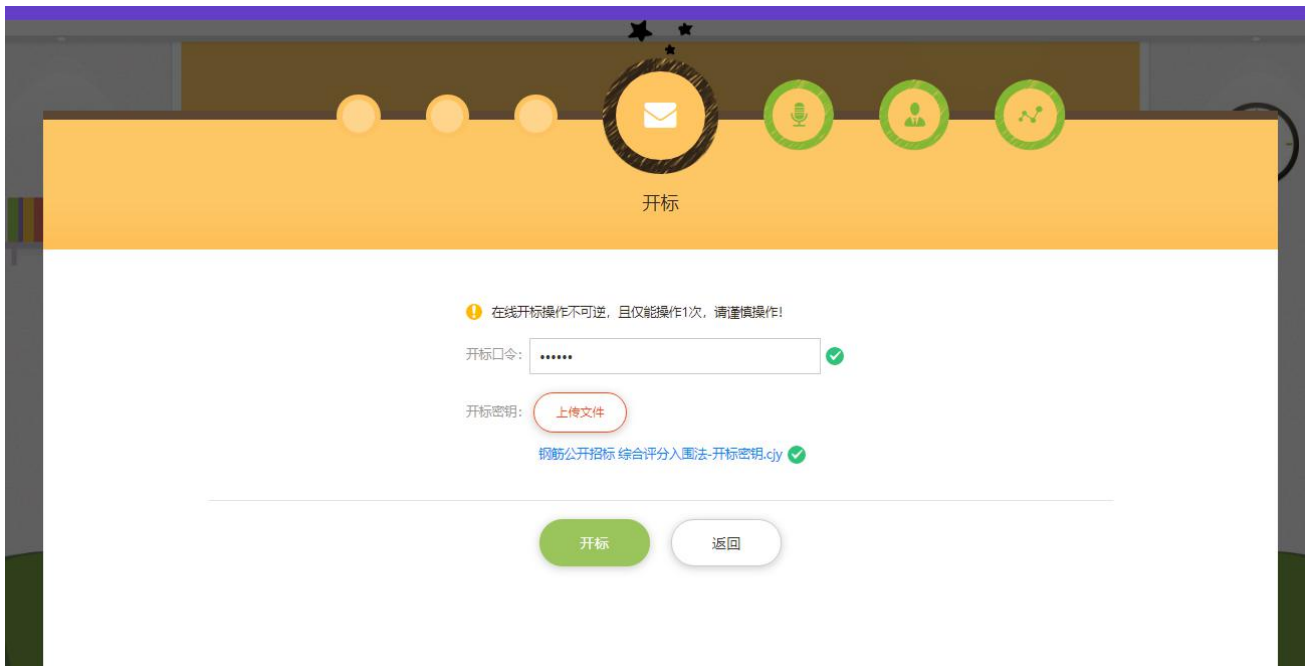 开标
在线开标操作不可逆，且仅能操作1次，请谨慎操作！
开标口令： ••••••
开标密钥： 上传文件
钢筋公开招标 综合评分入围法-开标密钥.cjy
开标 返回